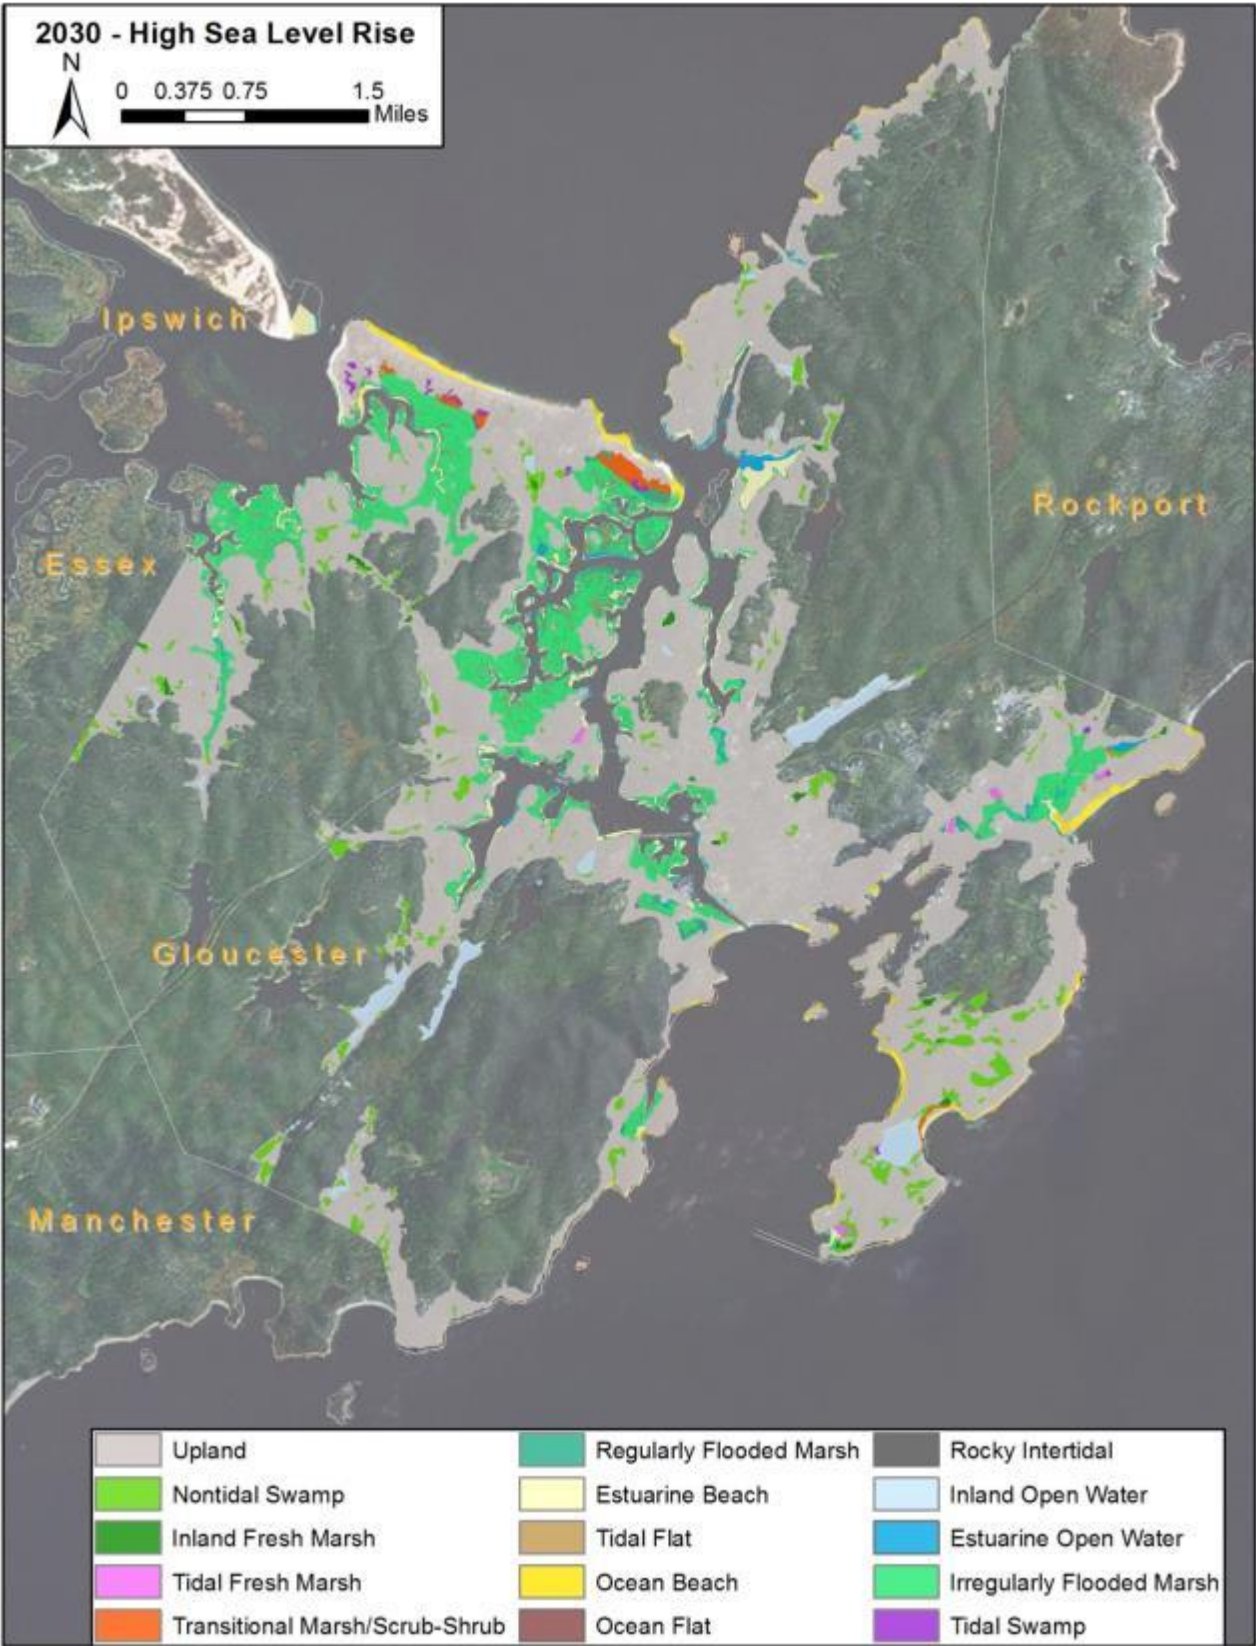 2030 - High Sea Level Rise
N
0 0.375 0.75 1.5
Miles
Ipswich
Essex
Rockport
Gloucester
Manchester
Upland
Nontidal Swamp
Inland Fresh Marsh
Tidal Fresh Marsh
Transitional Marsh/Scrub-Shrub
Regularly Flooded Marsh
Estuarine Beach
Tidal Flat
Ocean Beach
Ocean Flat
Rocky Intertidal
Inland Open Water
Estuarine Open Water
Irregularly Flooded Marsh
Tidal Swamp